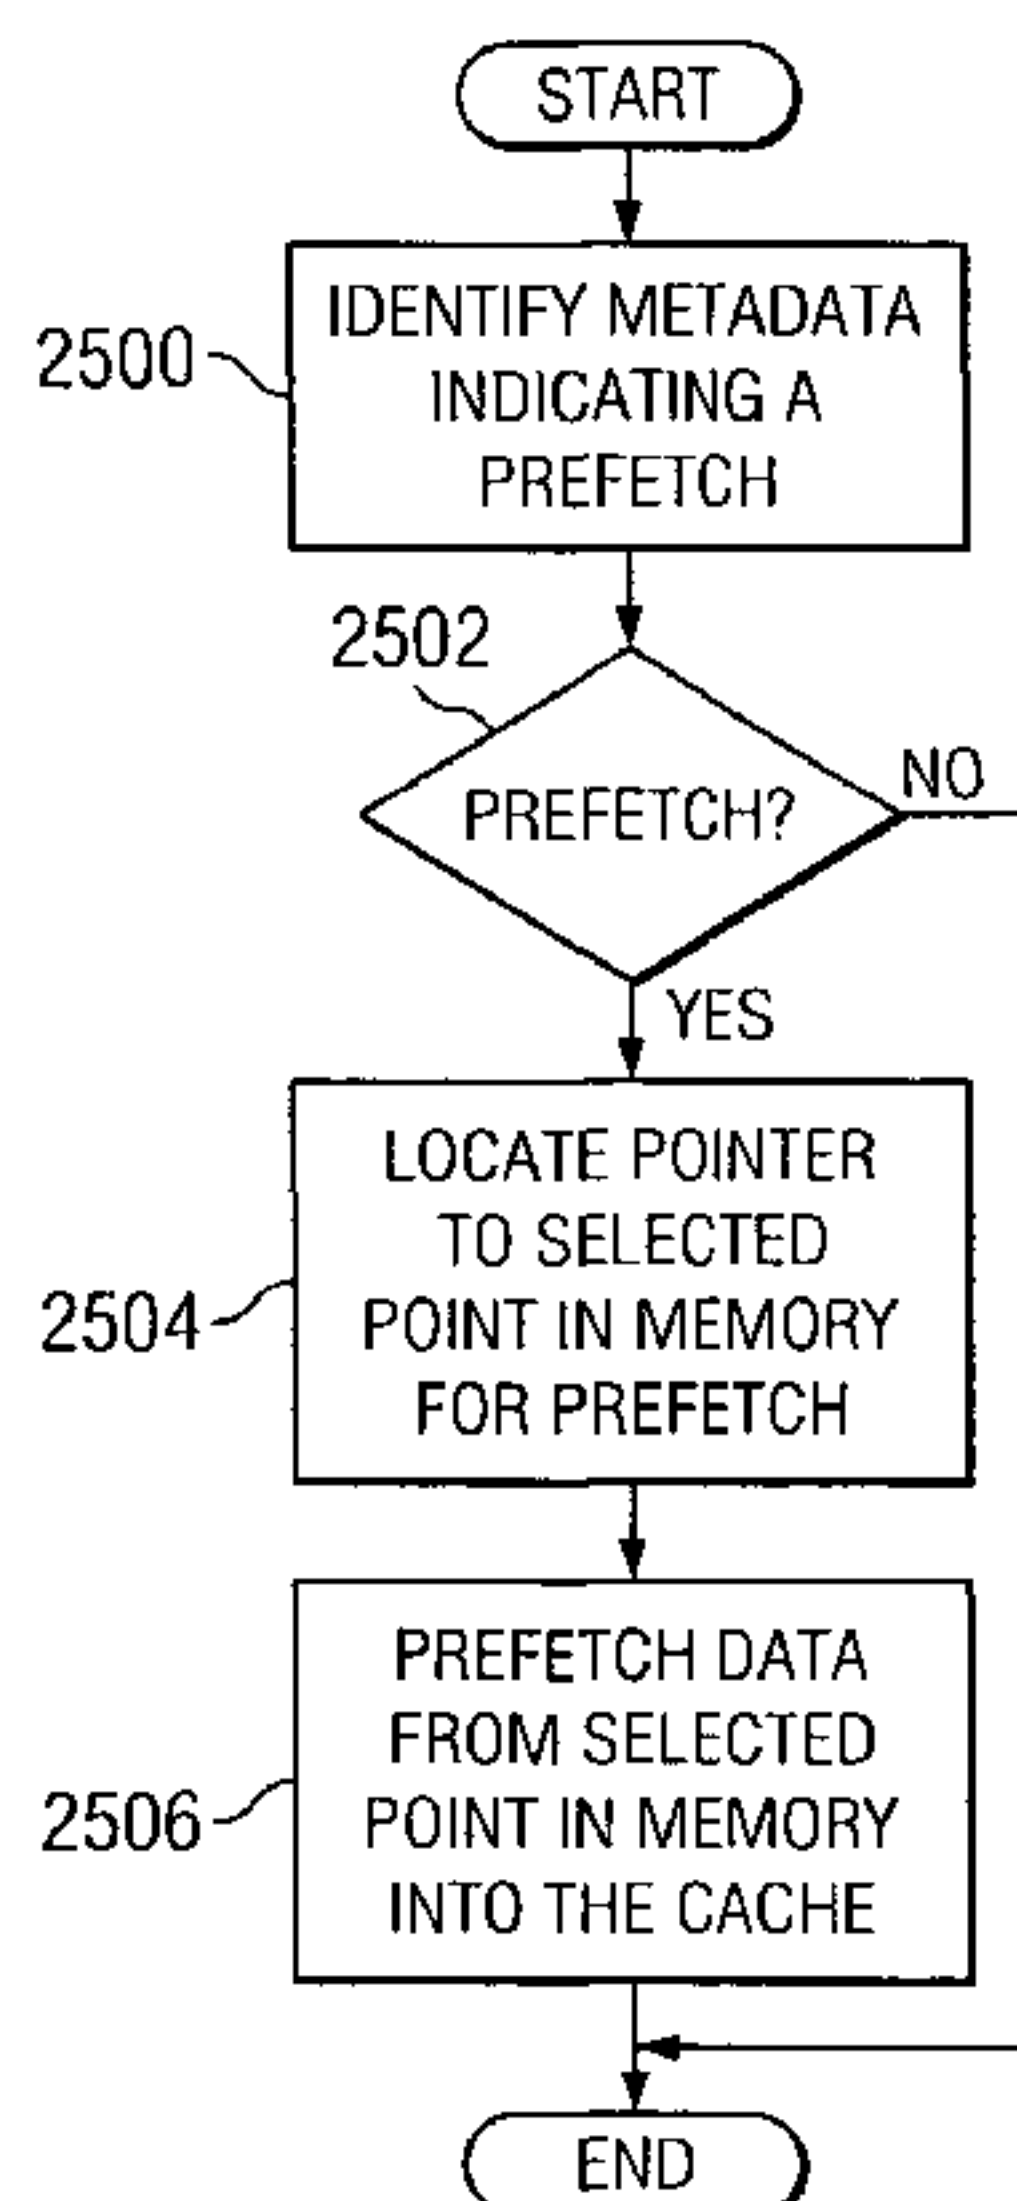 START
2500
IDENTIFY METADATA
INDICATING A
PREFETCH
2502
PREFETCH?
NO
YES
2504
LOCATE POINTER
TO SELECTED
POINT IN MEMORY
FOR PREFETCH
2506
PREFETCH DATA
FROM SELECTED
POINT IN MEMORY
INTO THE CACHE
END